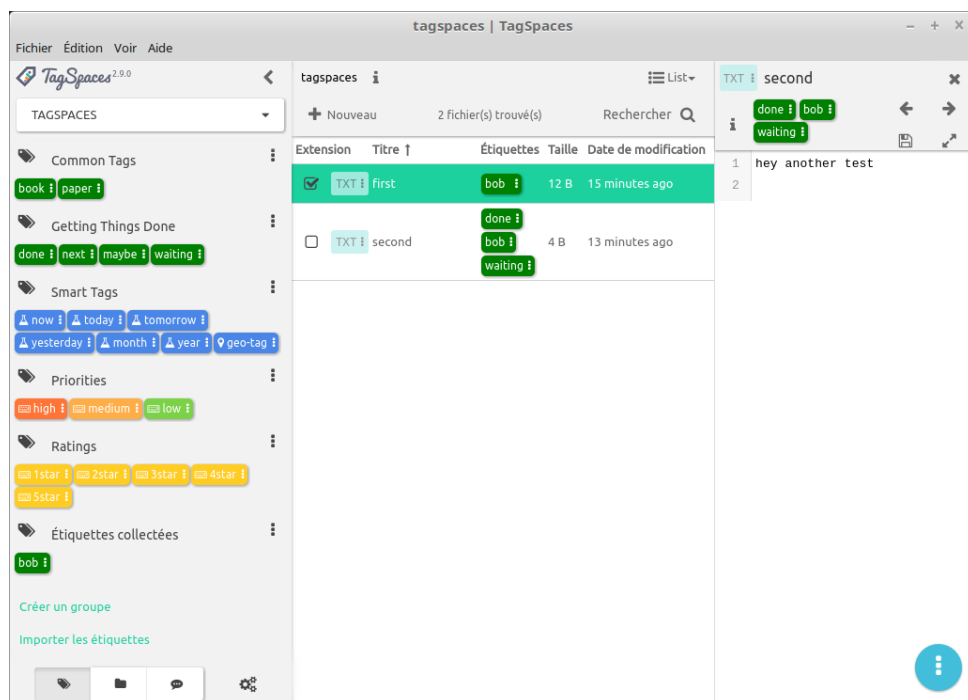 tagspaces | TagSpaces
Fichier Édition Voir Aide
TagSpaces 2.9.0
TAGSPACES
Common Tags
book paper
Getting Things Done
done next maybe waiting
Smart Tags
now today tomorrow
yesterday month year geo-tag
Priorities
high medium low
Ratings
1star 2star 3star 4star
5star
Étiquettes collectées
bob
Créer un groupe
Importer les étiquettes
tagspaces List
Nouveau 2 fichier(s) trouvé(s) Rechercher
Extension Titre Étiquettes Taille Date de modification
TXT first bob 12 B 15 minutes ago
done
TXT second bob 4 B 13 minutes ago
waiting
TXT second
done bob
waiting
1 hey another test
2